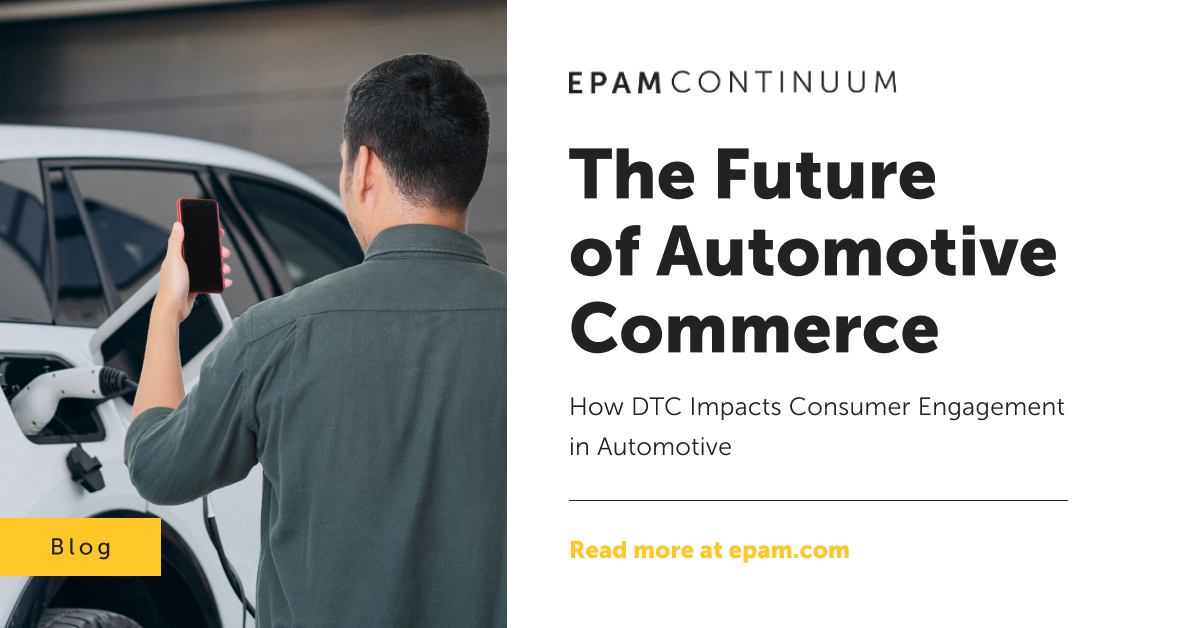 EPAM CONTINUUM
The Future
of Automotive
Commerce
How DTC Impacts Consumer Engagement
in Automotive
Read more at epam.com
Blog